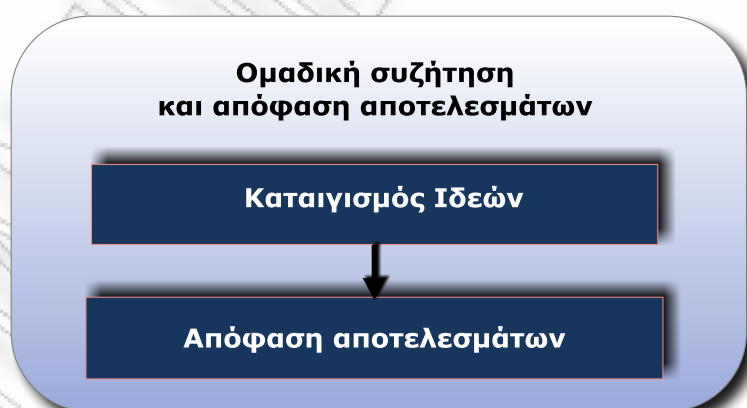 Ομαδική συζήτηση
και απόφαση αποτελεσμάτων
Καταιγισμός Ιδεών
Απόφαση αποτελεσμάτων